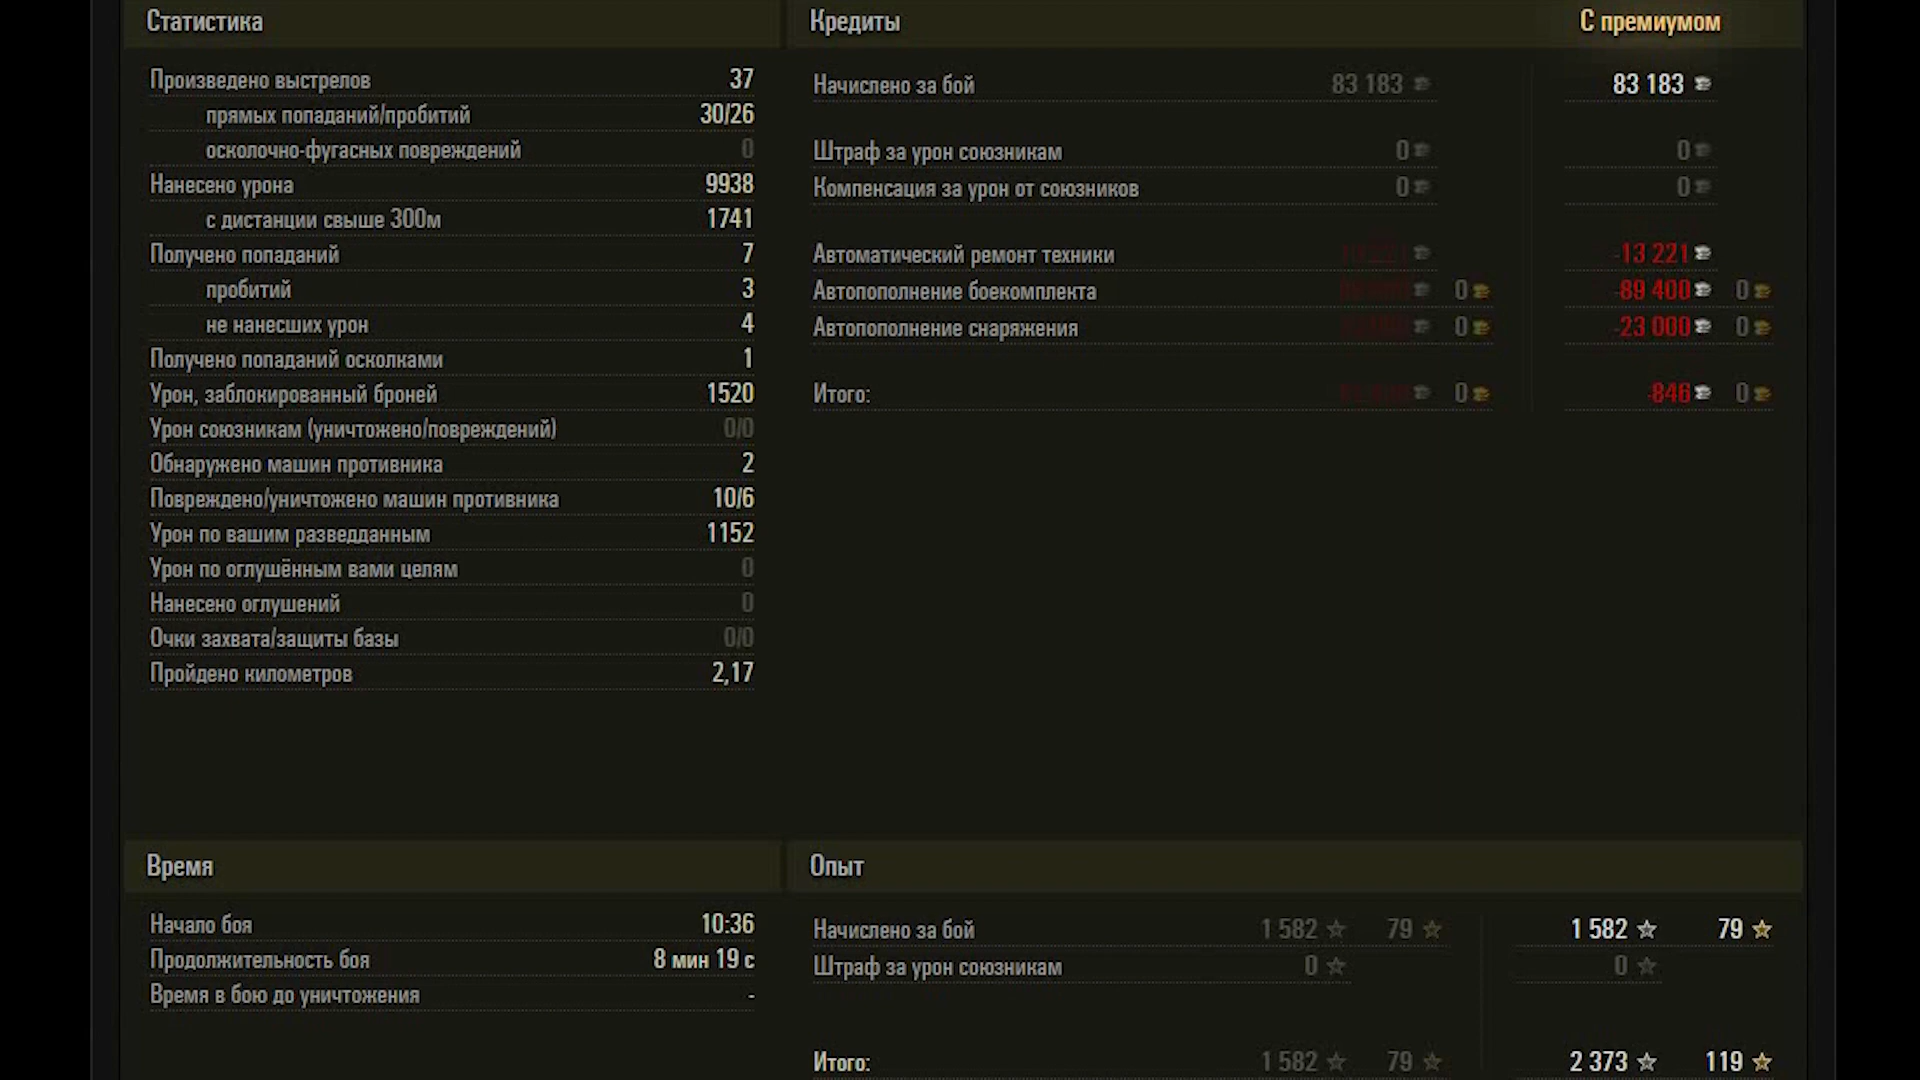 Статистика
Произведено выстрелов 37
прямых попаданий/пробитий 30/26
осколочно-фугасных повреждений 0
Нанесено урона 9938
с дистанции свыше 300м 1741
Получено попаданий 7
пробитий 3
не нанесших урон 4
Получено попаданий осколками 1
Урон, заблокированный броней 1520
Урон союзникам (уничтожено/повреждений) 0/0
Обнаружено машин противника 2
Повреждено/уничтожено машин противника 10/6
Урон по вашим разведданным 1152
Урон по оглушённым вами целям 0
Нанесено оглушений 0
Очки захвата/защиты базы 0/0
Пройдено километров 2,17
Кредиты С премиумом
Начислено за бой 83 183 83 183
Штраф за урон союзникам 0 0
Компенсация за урон от союзников 0 0
Автоматический ремонт техники -13 221
Автопополнение боекомплекта 0 -89 400 0
Автопополнение снаряжения 0 -23 000 0
Итого: 0 -846 0
Время
Начало боя 10:36
Продолжительность боя 8 мин 19 с
Время в бою до уничтожения -
Опыт
Начислено за бой 1 582 79 1 582 79
Штраф за урон союзникам 0 0
Итого: 1 582 79 2 373 119